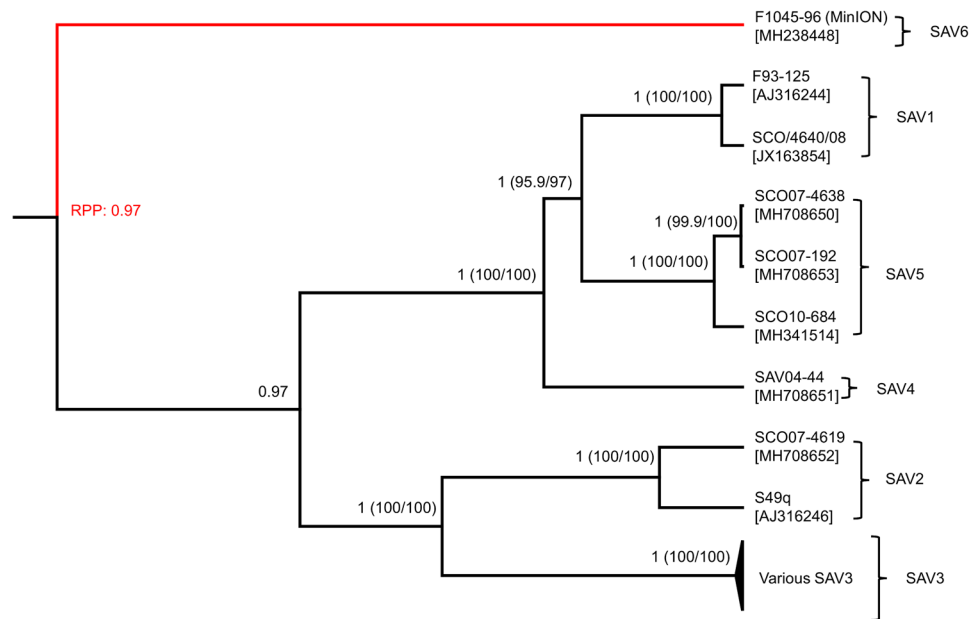 F1045-96 (MinION)
[MH238448]
SAV6
F93-125
[AJ316244]
1 (100/100)
SAV1
SCO/4640/08
[JX163854]
1 (95.9/97)
SCO07-4638
[MH708650]
RPP: 0.97
1 (99.9/100)
SCO07-192
[MH708653]
1 (100/100)
1 (100/100)
SAV5
SCO10-684
[MH341514]
SAV04-44
[MH708651]
SAV4
0.97
SCO07-4619
[MH708652]
1 (100/100)
SAV2
S49q
[AJ316246]
1 (100/100)
1 (100/100)
Various SAV3
SAV3